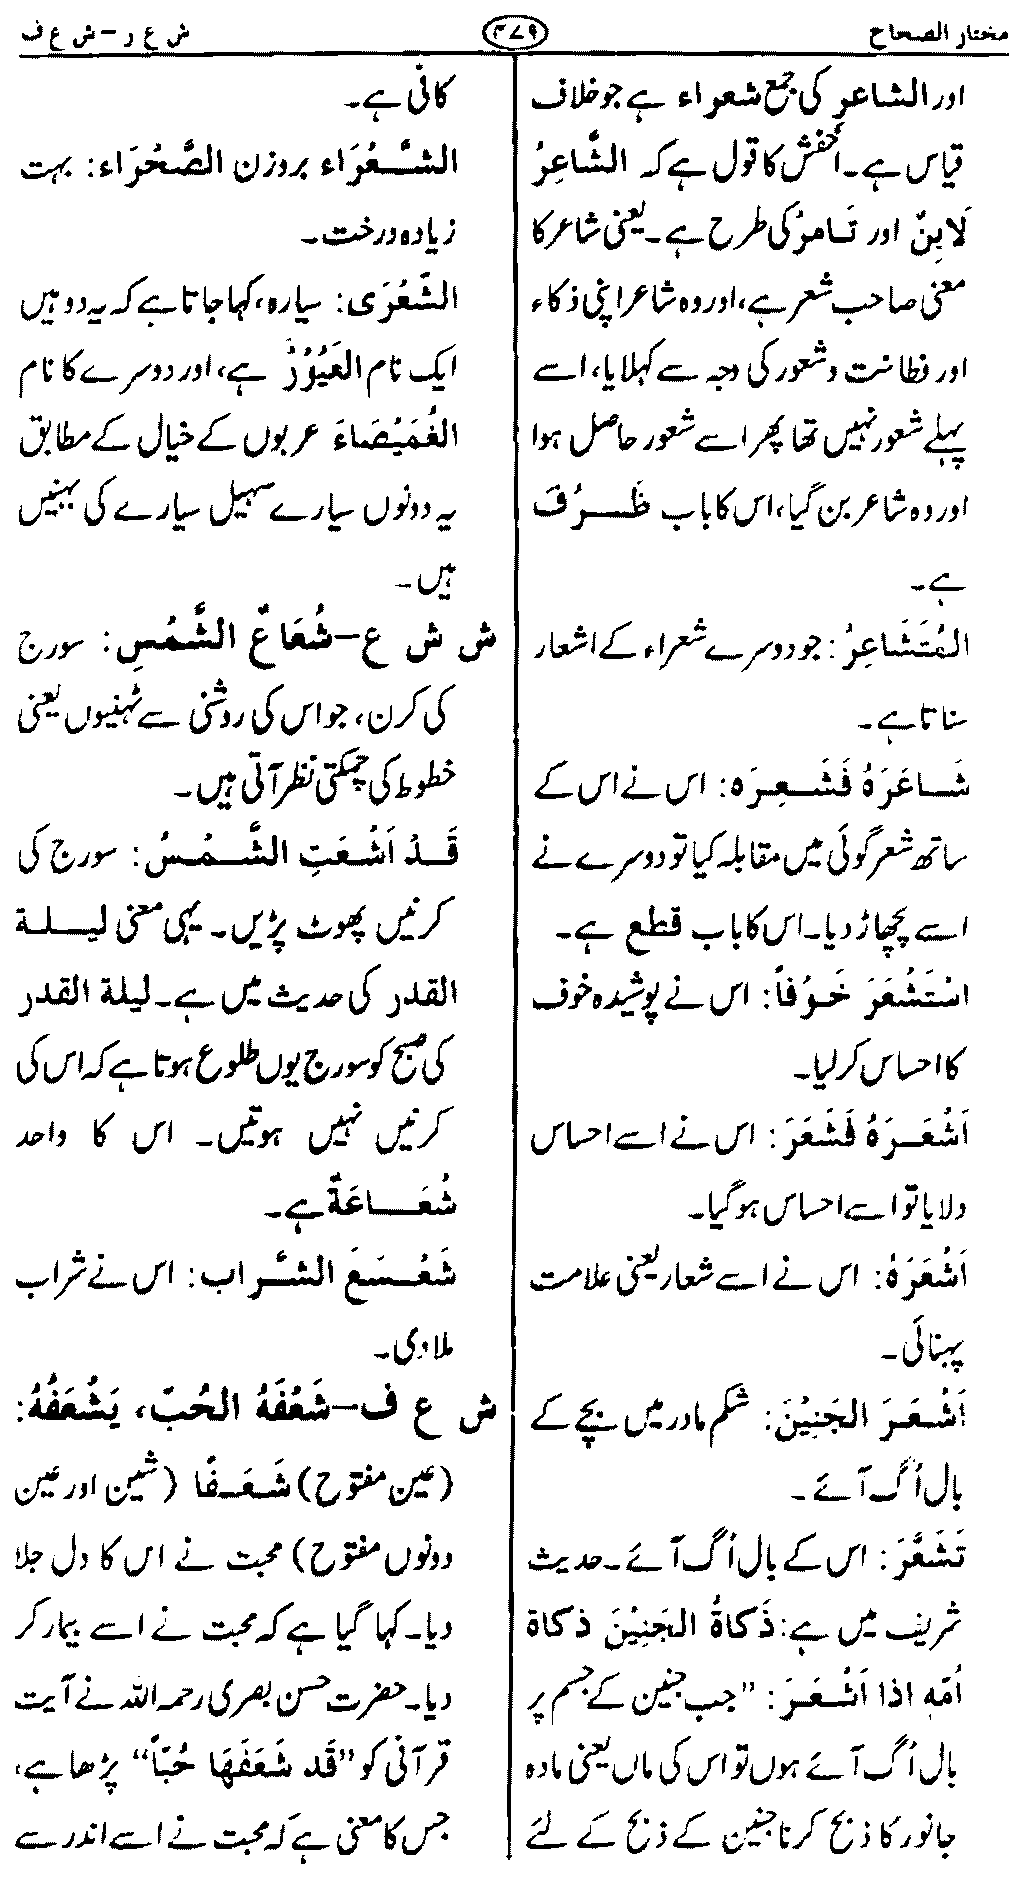 مختار الصحاح
۴۷۹
ش ع ر – ش ع ف
اور الشاعر کی جمع شعراء ہے جو خلاف
قیاس ہے۔ اخفش کا قول ہے کہ الشَّاعِرُ
لَابِنٌ اور تَامرٌ کی طرح ہے۔ یعنی شاعر کا
معنی صاحب شعر ہے، اور وہ شاعر اپنی ذکاء
اور فطانت و شعور کی وجہ سے کہلایا، اسے
پہلے شعور نہیں تھا پھر اسے شعور حاصل ہوا
اور وہ شاعر بن گیا، اس کا باب ظَرُفَ
ہے۔
المُتَشَاعِرُ: جو دوسرے شعراء کے اشعار
سناتا ہے۔
شَاعَرَهُ فَشَعِرَہ: اس نے اس کے
ساتھ شعر گوئی میں مقابلہ کیا تو دوسرے نے
اسے پچھاڑ دیا۔ اس کا باب قطع ہے۔
اسْتَشْعَرَ خَوْفاً: اس نے پوشیدہ خوف
کا احساس کر لیا۔
اَشْعَرَهُ فَشَعَرَ: اس نے اسے احساس
دلایا تو اسے احساس ہو گیا۔
اَشْعَرَهُ: اس نے اسے شعار یعنی علامت
پہنائی۔
اَشْعَرَ الجَنِیْنَ: شکم مادر میں بچے کے
بال اُگ آئے۔
تَشَعَّرَ: اس کے بال اُگ آئے۔ حدیث
شریف میں ہے: ذَکَاةُ الجَنِیْنَ ذکاة
اُمِّهِ اذا اَشْعَرَ: "جب جنین کے جسم پر
بال اُگ آئے ہوں تو اس کی ماں یعنی مادہ
جانور کا ذبح کرنا جنین کے ذبح کے لئے
کافی ہے۔
الشَّعْرَاء بروزن الصَّحْرَاء: بہت
زیادہ درخت۔
الشَّعْرَی: سیارہ، کہا جاتا ہے کہ یہ دو ہیں
ایک نام العَیُوْرُ ہے، اور دوسرے کا نام
الغُمَیْصَاءَ عربوں کے خیال کے مطابق
یہ دونوں سیارے سہیل سیارے کی بہنیں
ہیں۔
ش ش ع – شُعَاعُ الشَّمْسِ: سورج
کی کرن، جو اس کی روشنی سے ٹہنیوں یعنی
خطوط کی چمکتی نظر آتی ہیں۔
قَدْ اَشْعَتِ الشَّمْسُ: سورج کی
کرنیں پھوٹ پڑیں۔ یہی معنی لیلة
القدر کی حدیث میں ہے۔ لیلة القدر
کی صبح کو سورج یوں طلوع ہوتا ہے کہ اس کی
کرنیں نہیں ہوتیں۔ اس کا واحد
شُعَاعَةٌ ہے۔
شَعْسَعَ الشَّراب: اس نے شراب
ملا دی۔
ش ع ف – شَعْفَهُ الحُبّ، یَشْعَفُهُ:
(عین مفتوح) شَعَفًا (شین اور عین
دونوں مفتوح) محبت نے اس کا دل جلا
دیا۔ کہا گیا ہے کہ محبت نے اسے بیمار کر
دیا۔ حضرت حسن بصری رحمہ اللہ نے آیت
قرآنی کو "قَد شَعَفَهَا حُبّاً" پڑھا ہے،
جس کا معنی ہے کہ محبت نے اسے اندر سے